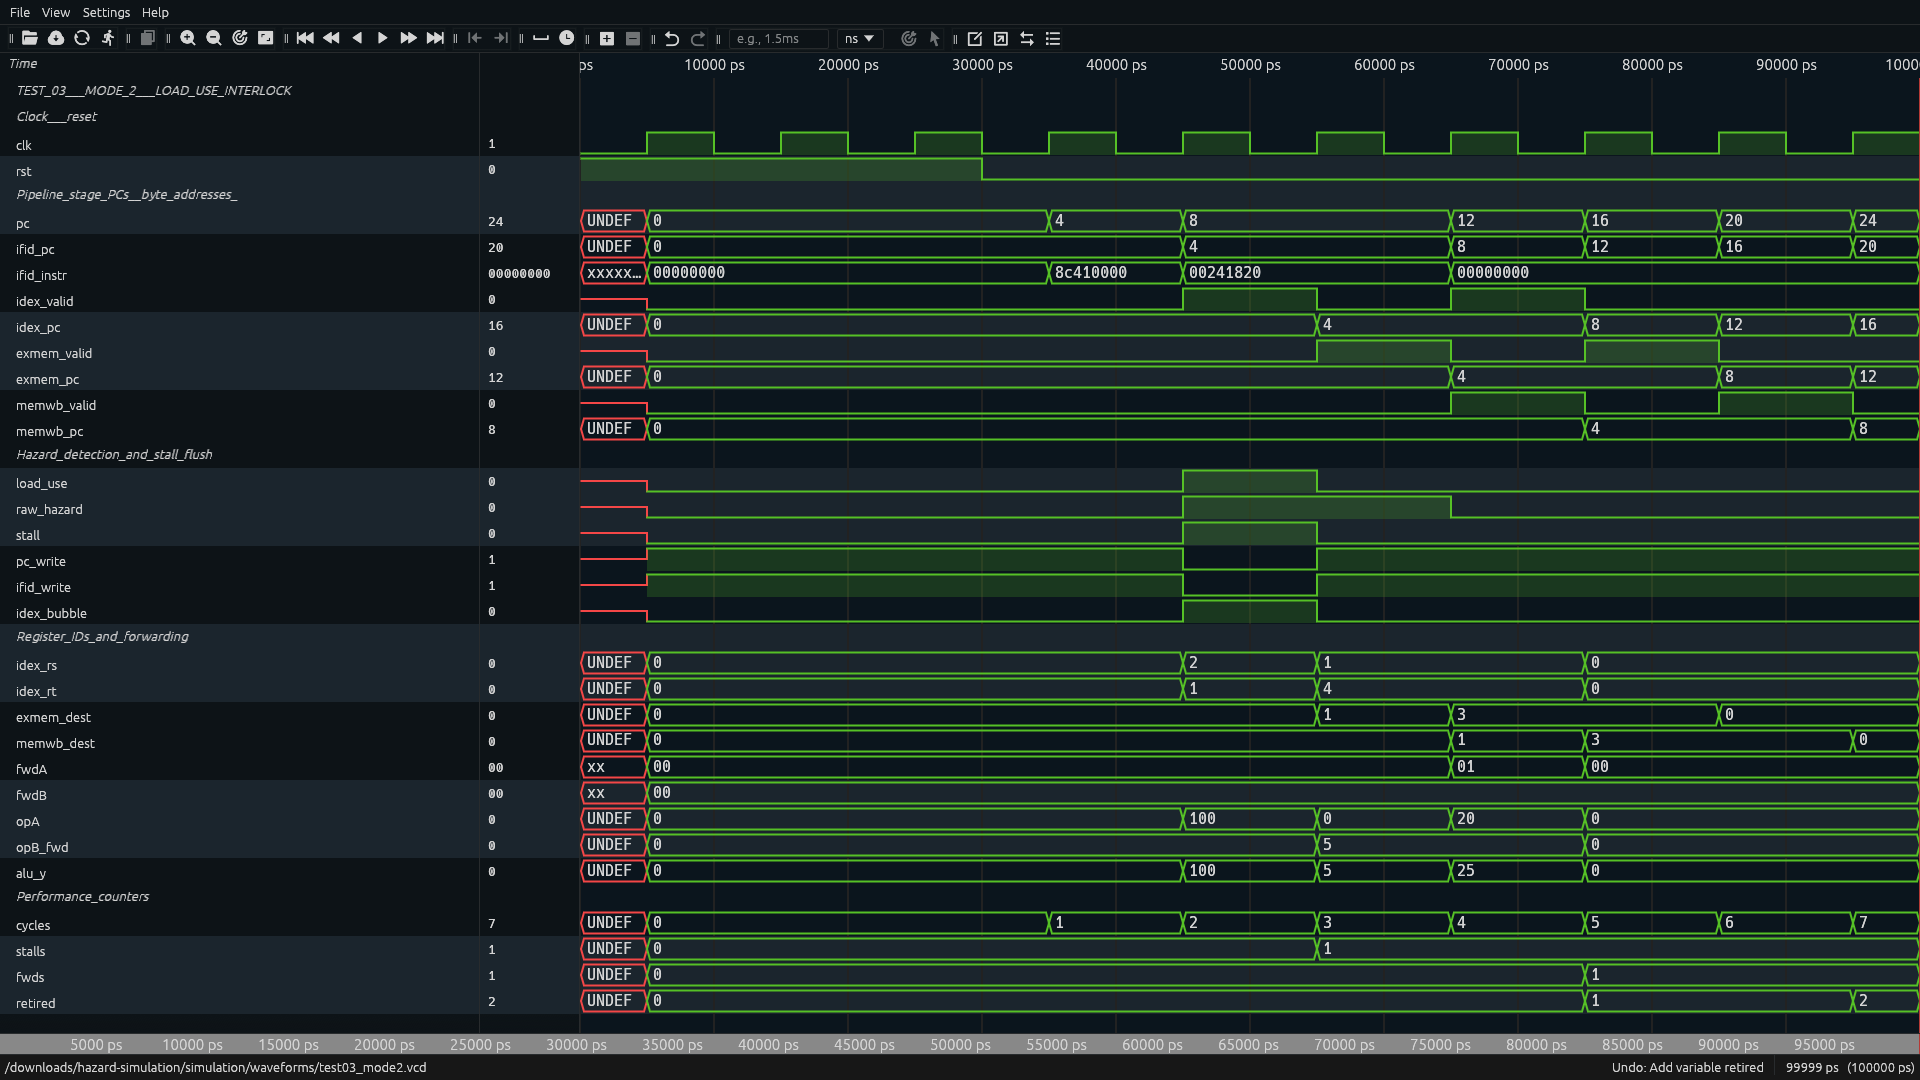 File View Settings Help
e.g., 1.5ms ns
Time ps 10000 ps 20000 ps 30000 ps 40000 ps 50000 ps 60000 ps 70000 ps 80000 ps 90000 ps 1000
TEST_03___MODE_2___LOAD_USE_INTERLOCK
Clock___reset
clk 1
rst 0
Pipeline_stage_PCs__byte_addresses_
pc 24 UNDEF 0 4 8 12 16 20 24
ifid_pc 20 UNDEF 0 4 8 12 16 20
ifid_instr 00000000 xxxxx... 00000000 8c410000 00241820 00000000
idex_valid 0
idex_pc 16 UNDEF 0 4 8 12 16
exmem_valid 0
exmem_pc 12 UNDEF 0 4 8 12
memwb_valid 0
memwb_pc 8 UNDEF 0 4 8
Hazard_detection_and_stall_flush
load_use 0
raw_hazard 0
stall 0
pc_write 1
ifid_write 1
idex_bubble 0
Register_IDs_and_forwarding
idex_rs 0 UNDEF 0 2 1 0
idex_rt 0 UNDEF 0 1 4 0
exmem_dest 0 UNDEF 0 1 3 0
memwb_dest 0 UNDEF 0 1 3 0
fwdA 00 xx 00 01 00
fwdB 00 xx 00
opA 0 UNDEF 0 100 0 20 0
opB_fwd 0 UNDEF 0 5 0
alu_y 0 UNDEF 0 100 5 25 0
Performance_counters
cycles 7 UNDEF 0 1 2 3 4 5 6 7
stalls 1 UNDEF 0 1
fwds 1 UNDEF 0 1
retired 2 UNDEF 0 1 2
5000 ps 10000 ps 15000 ps 20000 ps 25000 ps 30000 ps 35000 ps 40000 ps 45000 ps 50000 ps 55000 ps 60000 ps 65000 ps 70000 ps 75000 ps 80000 ps 85000 ps 90000 ps 95000 ps
/downloads/hazard-simulation/simulation/waveforms/test03_mode2.vcd Undo: Add variable retired 99999 ps (100000 ps)